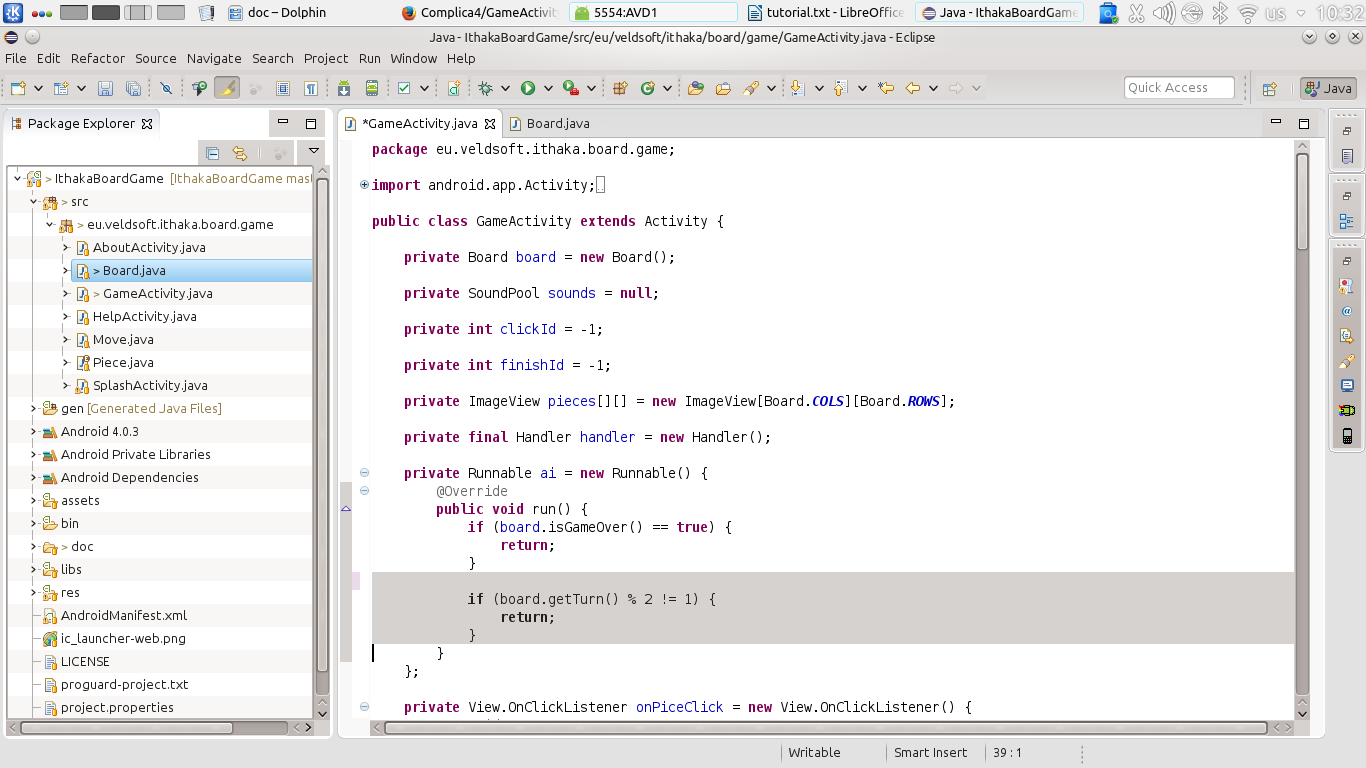 doc – Dolphin
Complica4/GameActivity
5554:AVD1
tutorial.txt - LibreOffice
Java - IthakaBoardGame
us
10:32
Java - IthakaBoardGame/src/eu/veldsoft/ithaka/board/game/GameActivity.java - Eclipse
File Edit Refactor Source Navigate Search Project Run Window Help
Quick Access
Java
Package Explorer
*GameActivity.java
Board.java
> IthakaBoardGame [IthakaBoardGame mast
> src
> eu.veldsoft.ithaka.board.game
AboutActivity.java
> Board.java
> GameActivity.java
HelpActivity.java
Move.java
Piece.java
SplashActivity.java
gen [Generated Java Files]
Android 4.0.3
Android Private Libraries
Android Dependencies
assets
bin
> doc
libs
res
AndroidManifest.xml
ic_launcher-web.png
LICENSE
proguard-project.txt
project.properties
package eu.veldsoft.ithaka.board.game;
import android.app.Activity;
public class GameActivity extends Activity {
private Board board = new Board();
private SoundPool sounds = null;
private int clickId = -1;
private int finishId = -1;
private ImageView pieces[][] = new ImageView[Board.COLS][Board.ROWS];
private final Handler handler = new Handler();
private Runnable ai = new Runnable() {
@Override
public void run() {
if (board.isGameOver() == true) {
return;
}
if (board.getTurn() % 2 != 1) {
return;
}
}
};
private View.OnClickListener onPiceClick = new View.OnClickListener() {
Writable
Smart Insert
39 : 1